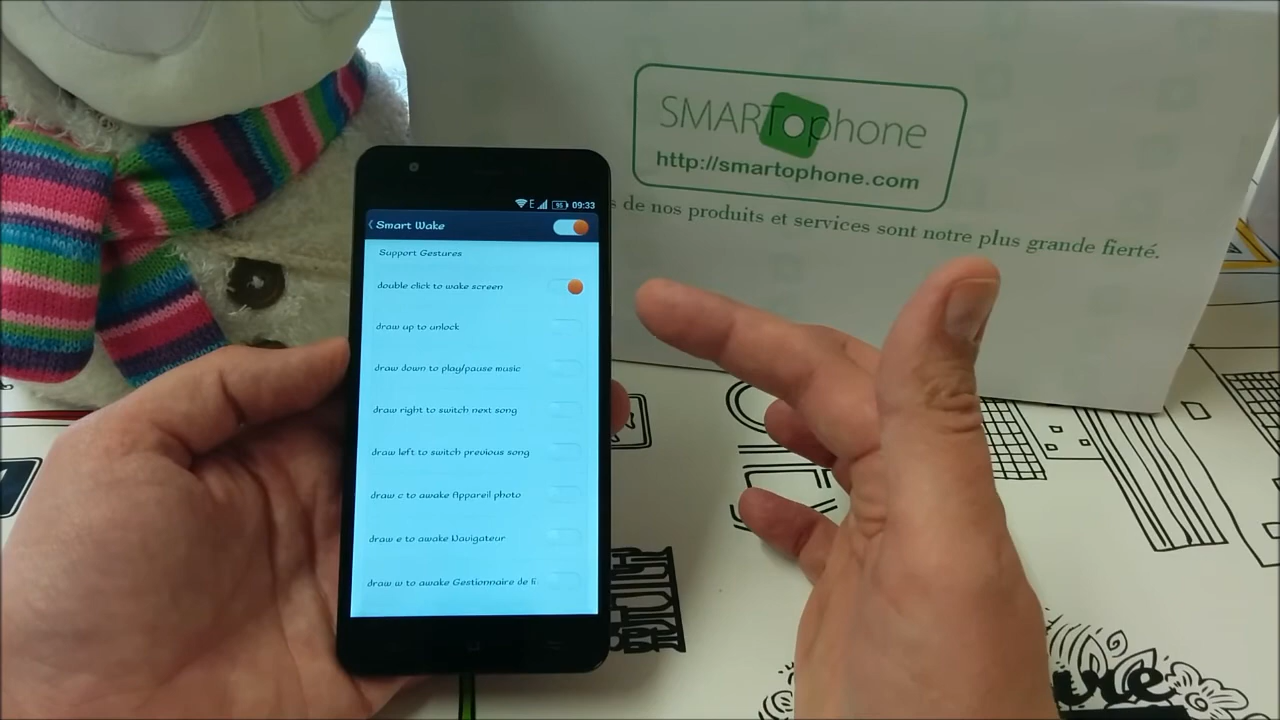 SMARTophone
http://smartophone.com
de nos produits et services sont notre plus grande fierté.
E 95 09:33
Smart Wake
Support Gestures
double click to wake screen
draw up to unlock
draw down to play/pause music
draw right to switch next song
draw left to switch previous song
draw c to awake Appareil photo
draw e to awake Navigateur
draw w to awake Gestionnaire de